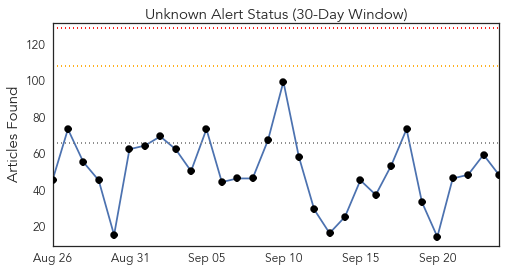 Unknown Alert Status (30-Day Window)
Articles Found
120
100
80
60
40
20
Aug 26 Aug 31 Sep 05 Sep 10 Sep 15 Sep 20